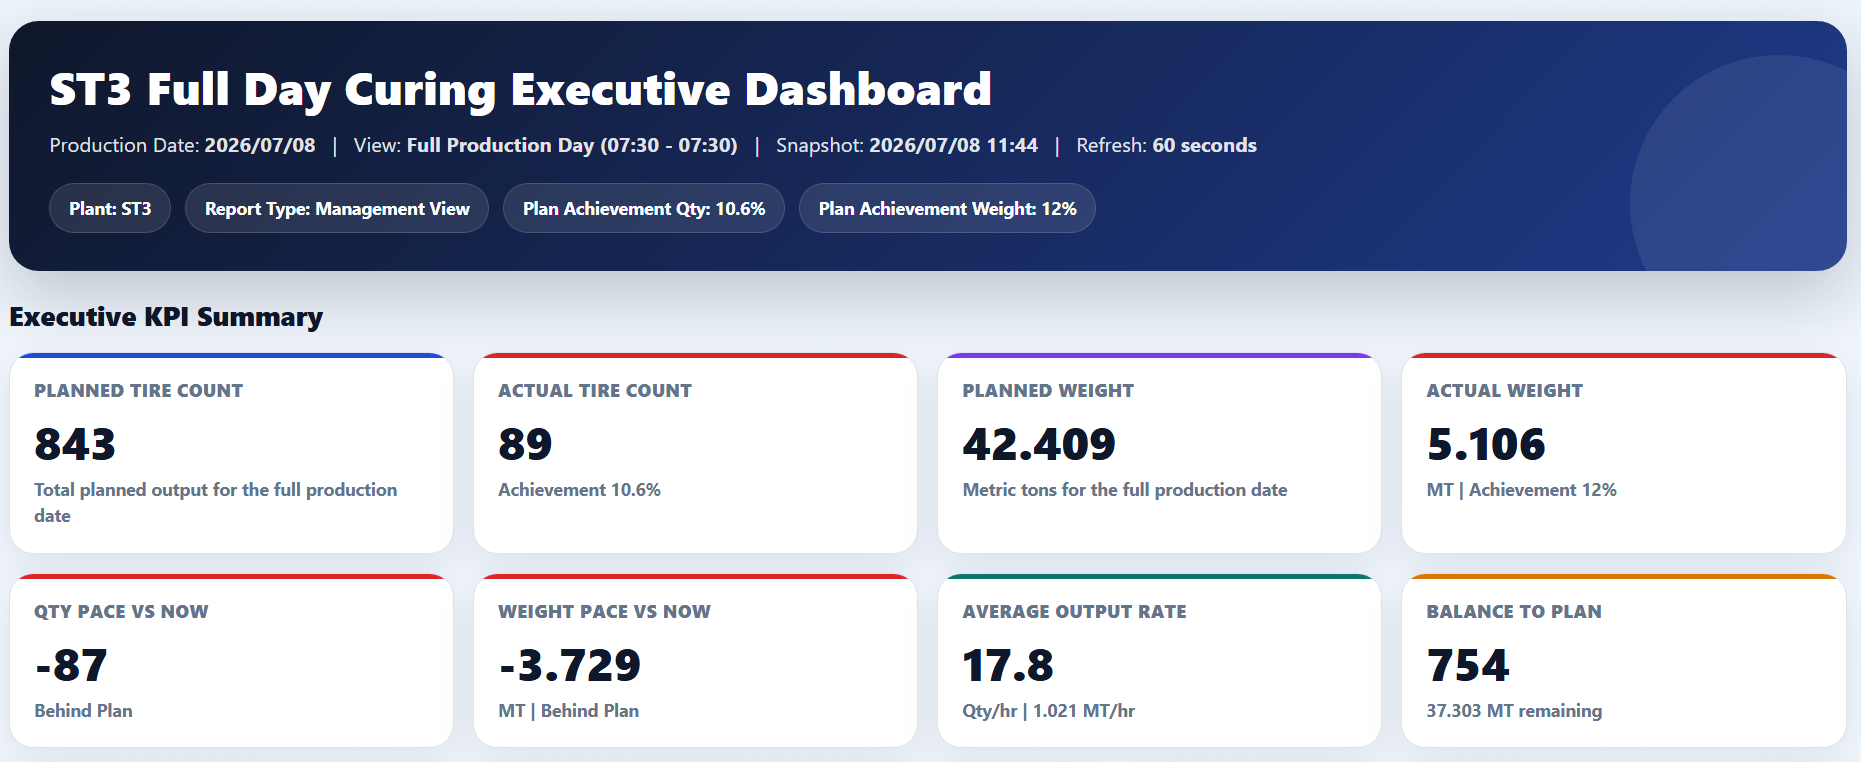 ST3 Full Day Curing Executive Dashboard
Production Date: 2026/07/08 | View: Full Production Day (07:30 - 07:30) | Snapshot: 2026/07/08 11:44 | Refresh: 60 seconds
Plant: ST3 Report Type: Management View Plan Achievement Qty: 10.6% Plan Achievement Weight: 12%
Executive KPI Summary
PLANNED TIRE COUNT
843
Total planned output for the full production
date
ACTUAL TIRE COUNT
89
Achievement 10.6%
PLANNED WEIGHT
42.409
Metric tons for the full production date
ACTUAL WEIGHT
5.106
MT | Achievement 12%
QTY PACE VS NOW
-87
Behind Plan
WEIGHT PACE VS NOW
-3.729
MT | Behind Plan
AVERAGE OUTPUT RATE
17.8
Qty/hr | 1.021 MT/hr
BALANCE TO PLAN
754
37.303 MT remaining